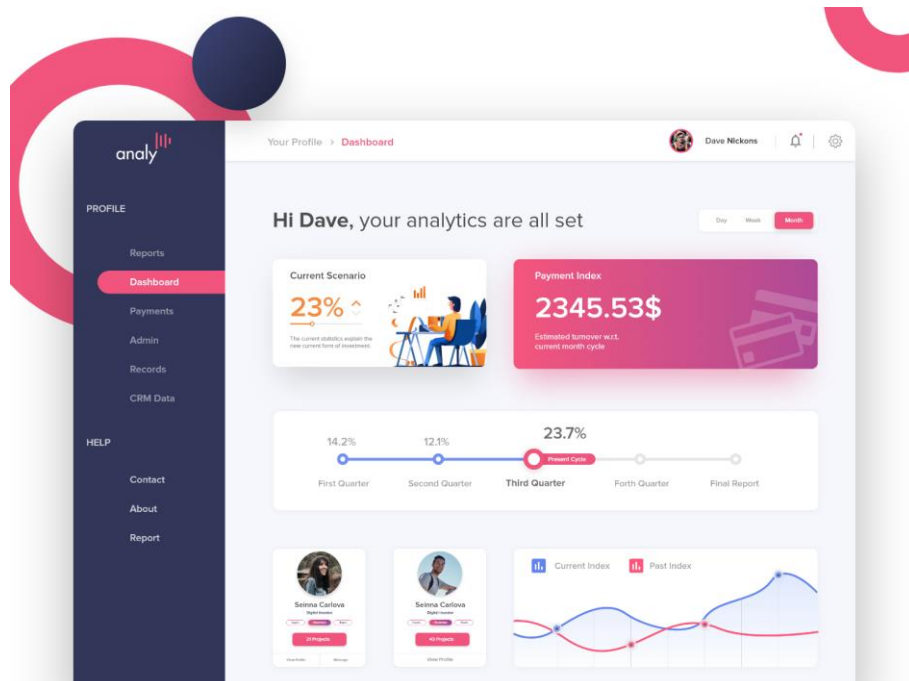 analy
Your Profile > Dashboard
Dave Nickons
PROFILE
Reports
Dashboard
Payments
Admin
Records
CRM Data
HELP
Contact
About
Report
Hi Dave, your analytics are all set
Day Week Month
Current Scenario
23%
The current statistics explain the
new current form of investment.
Payment Index
2345.53$
Estimated turnover w.r.t.
current month cycle
14.2% 12.1% 23.7%
Present Cycle
First Quarter Second Quarter Third Quarter Forth Quarter Final Report
Seinna Carlova
Digital Investor
21 Projects
View Profile Message
Seinna Carlova
Digital Investor
43 Projects
View Profile
Current Index Past Index